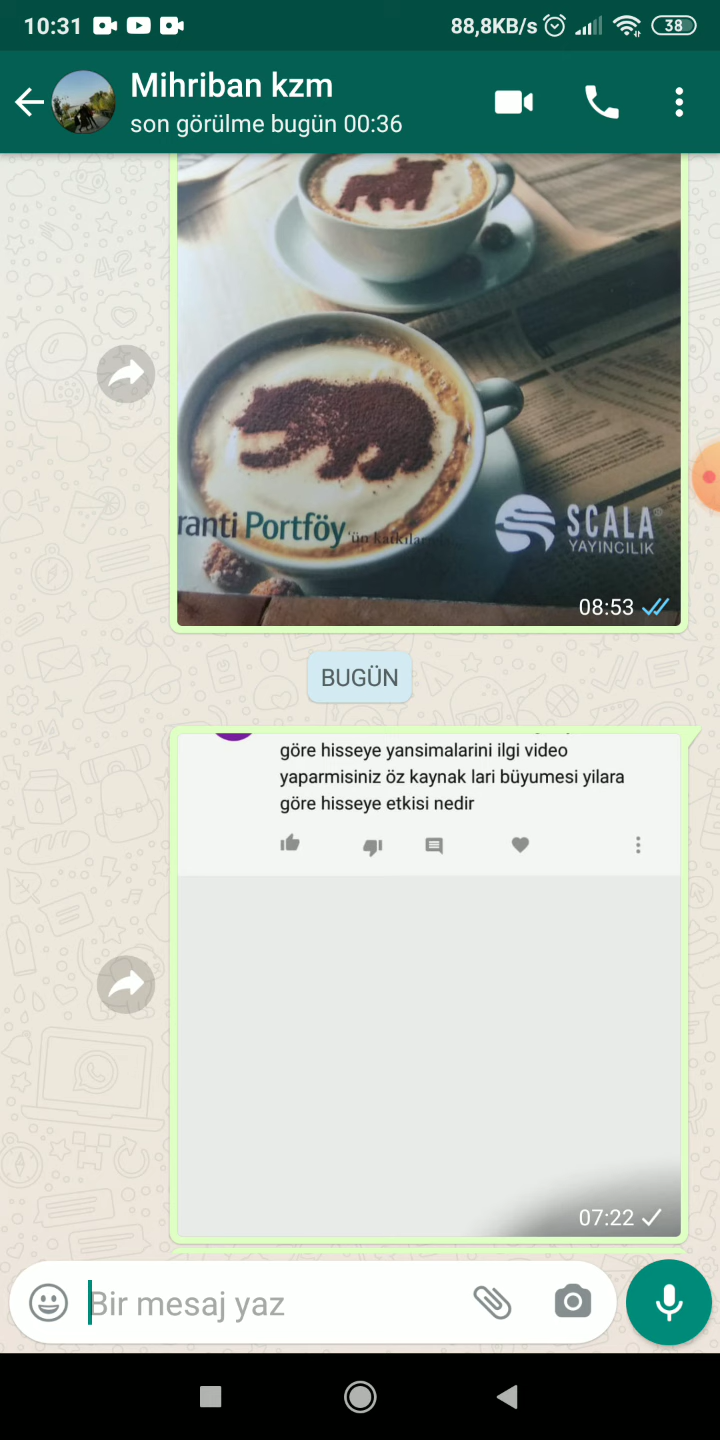 10:31
88,8KB/s
38
Mihriban kzm
son görülme bugün 00:36
ranti Portföy'ün katkıları
SCALA
YAYINCILIK
08:53
BUGÜN
göre hisseye yansimalarini ilgi video
yaparmisiniz öz kaynak lari büyumesi yilara
göre hisseye etkisi nedir
07:22
Bir mesaj yaz